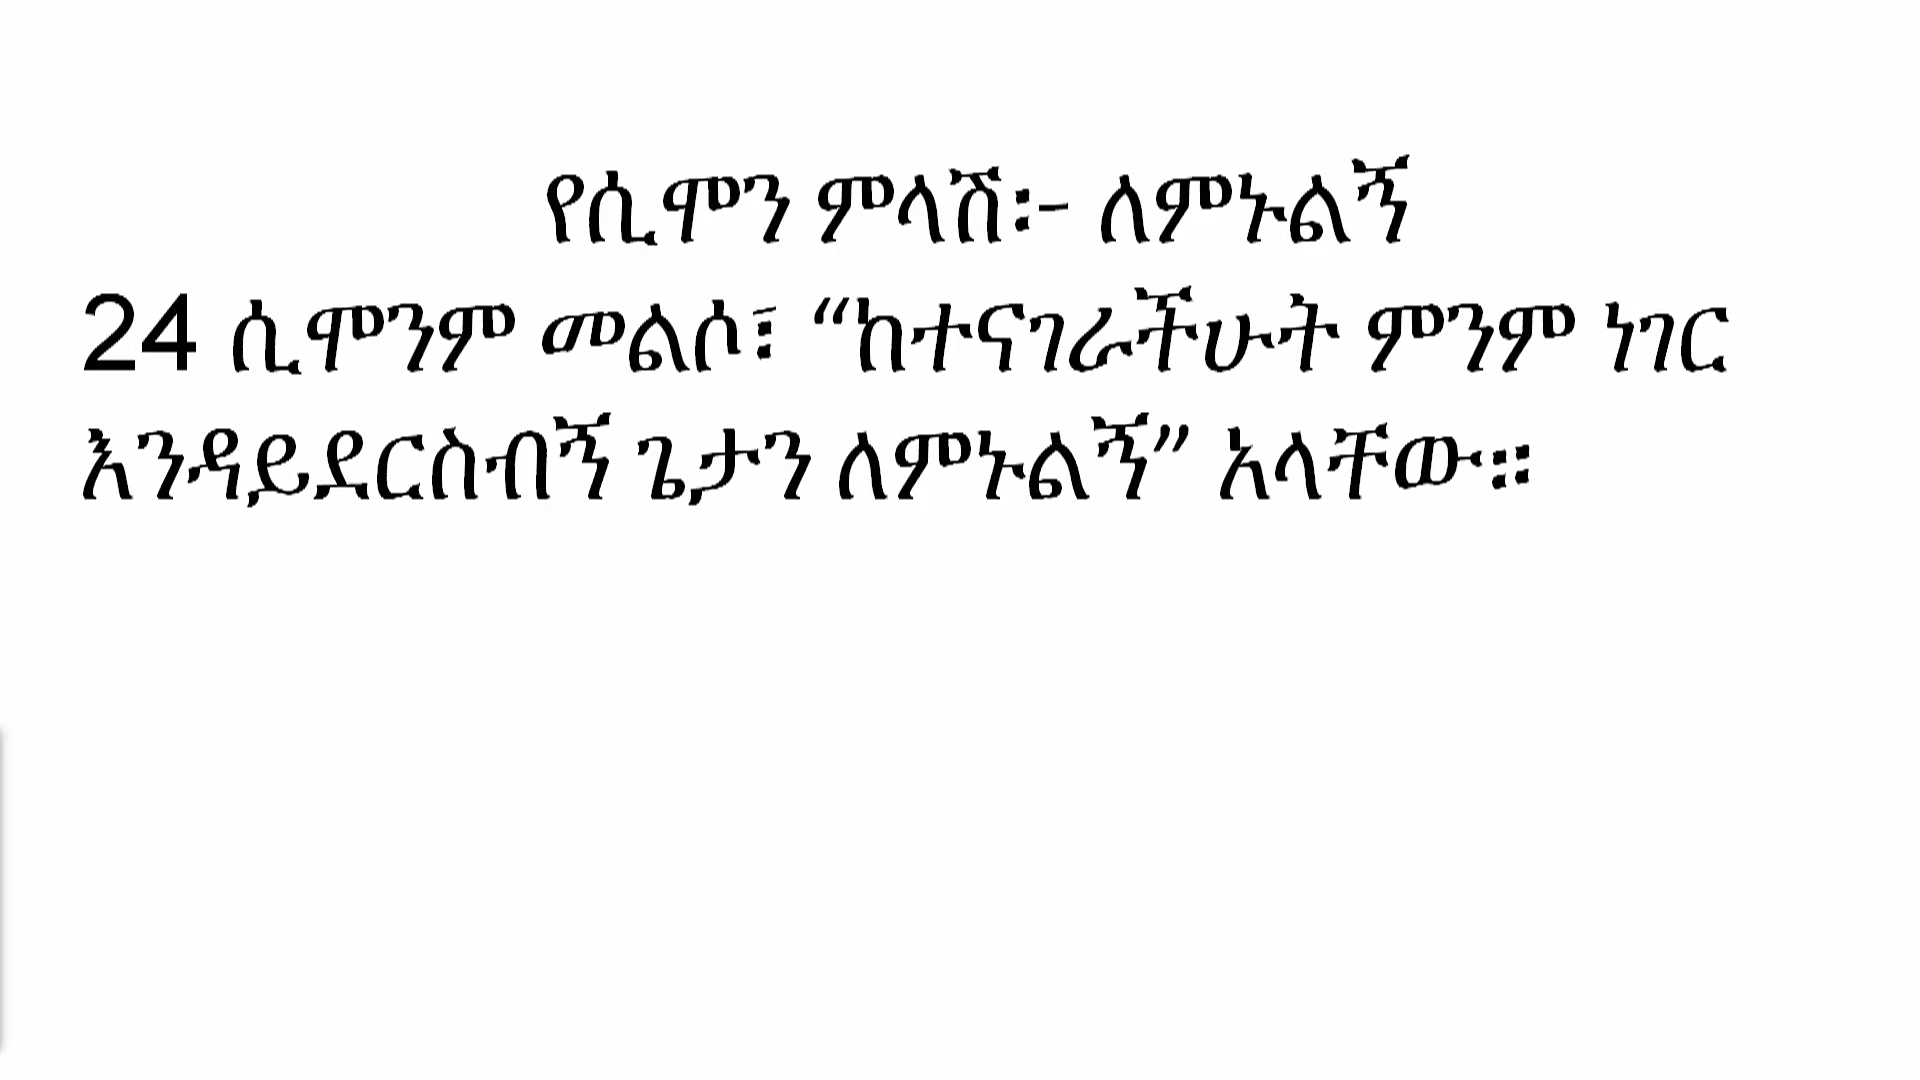 የሲሞን ምላሽ፡- ለምኑልኝ
24 ሲሞንም መልሶ፣ “ከተናገራችሁት ምንም ነገር
እንዳይደርስብኝ ጌታን ለምኑልኝ” አላቸው።